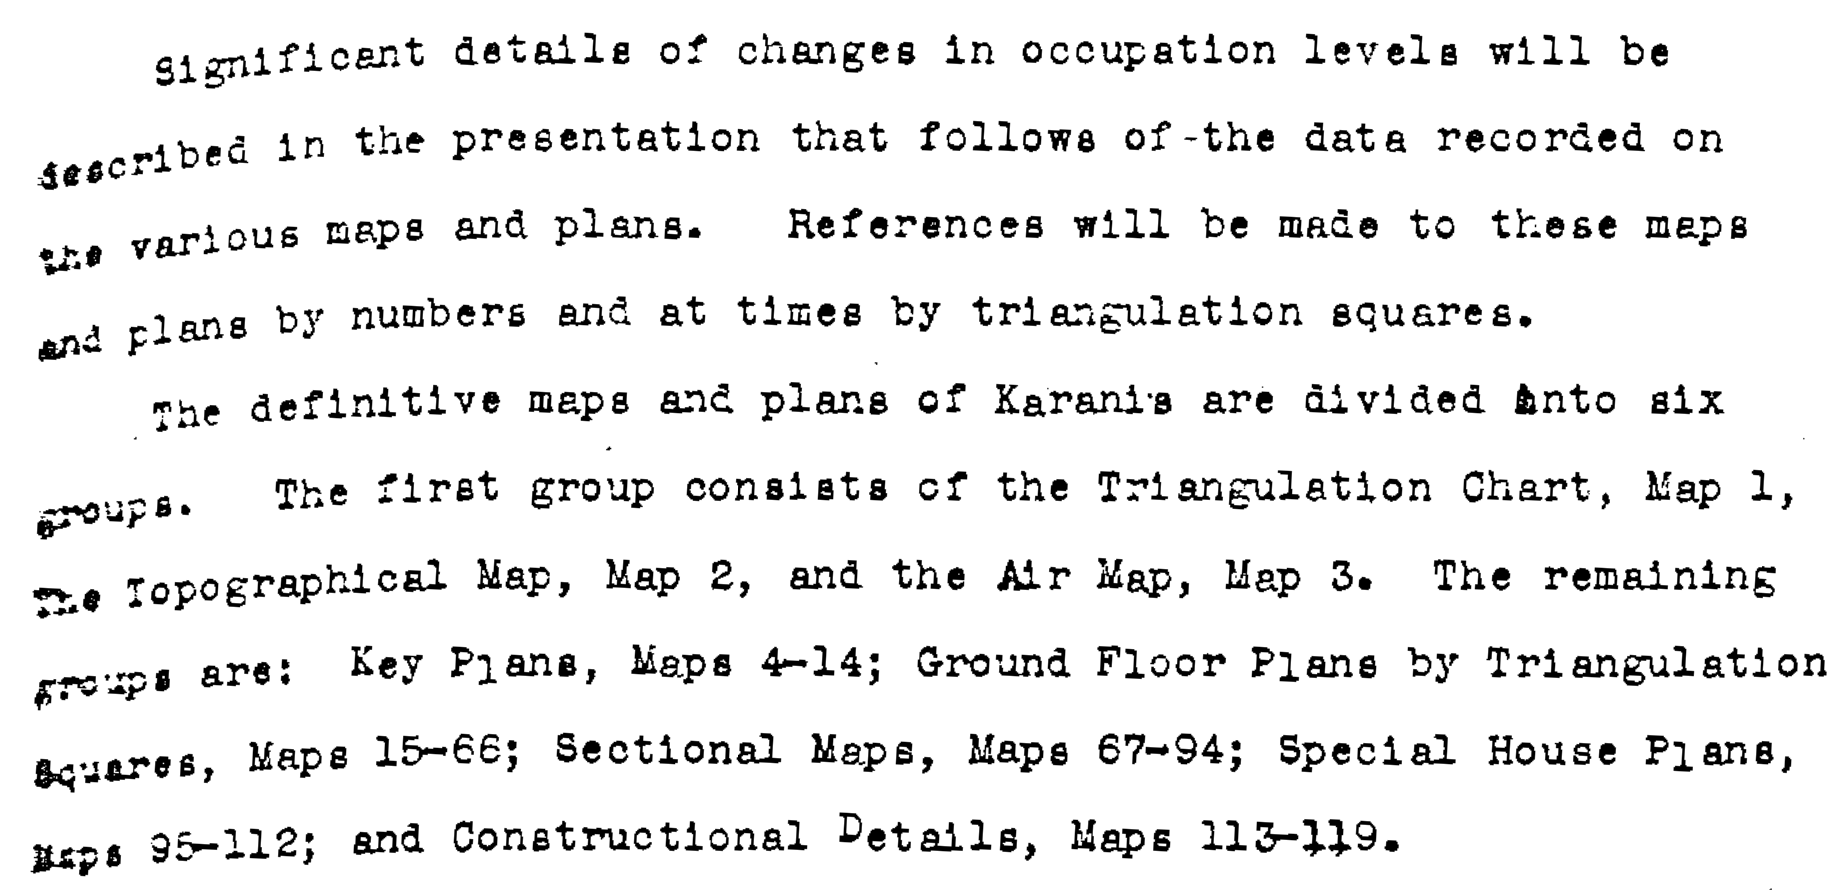 Significant details of changes in occupation levels will be
described in the presentation that follows of-the data recorded on
the various maps and plans. References will be made to these maps
and plans by numbers and at times by triangulation squares.
The definitive maps and plans of Karanis are divided into six
groups. The first group consists of the Triangulation Chart, Map 1,
The Topographical Map, Map 2, and the Air Map, Map 3. The remaining
groups are: Key Plans, Maps 4-14; Ground Floor Plans by Triangulation
Squares, Maps 15-66; Sectional Maps, Maps 67-94; Special House Plans,
Maps 95-112; and Constructional Details, Maps 113-119.